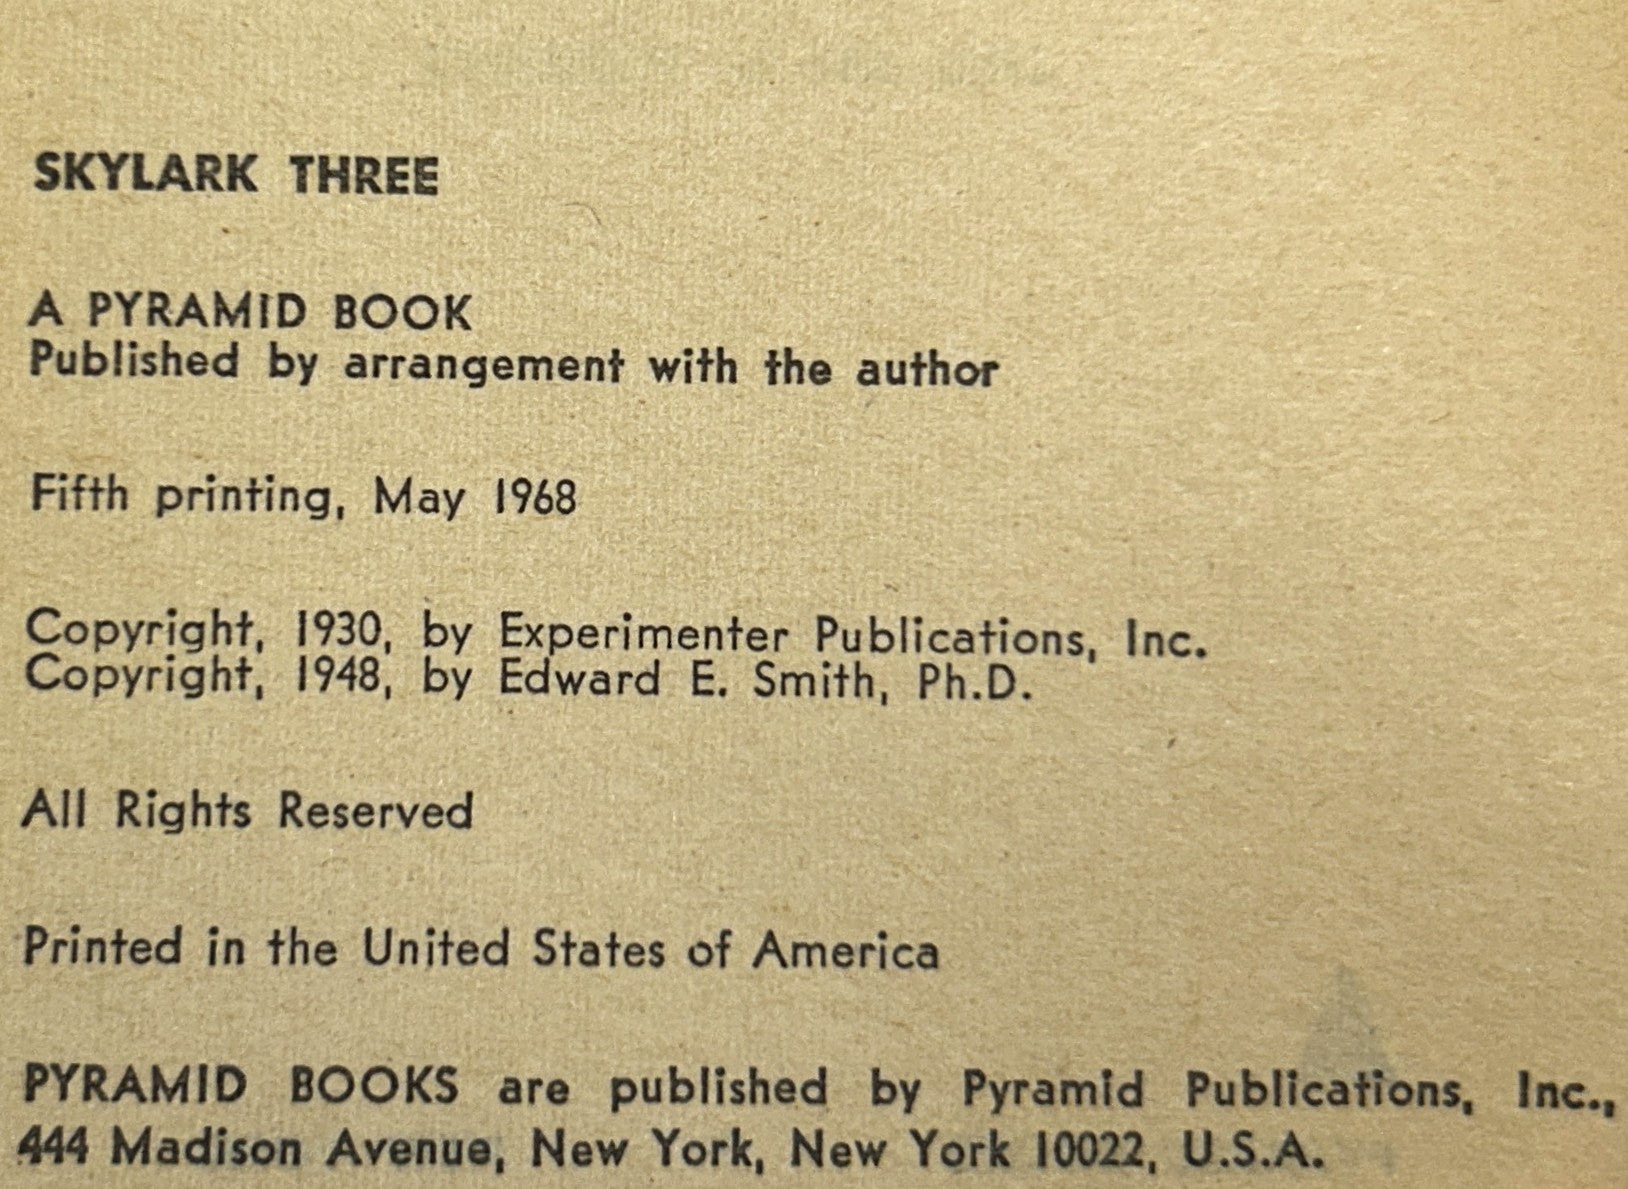 SKYLARK THREE
A PYRAMID BOOK
Published by arrangement with the author
Fifth printing, May 1968
Copyright, 1930, by Experimenter Publications, Inc.
Copyright, 1948, by Edward E. Smith, Ph.D.
All Rights Reserved
Printed in the United States of America
PYRAMID BOOKS are published by Pyramid Publications, Inc.,
444 Madison Avenue, New York, New York 10022, U.S.A.